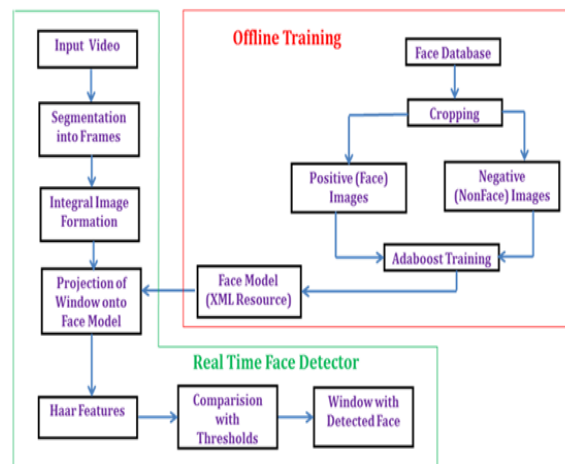 Input Video
Segmentation
into Frames
Integral Image
Formation
Projection of
Window onto
Face Model
Haar Features
Comparision
with
Thresholds
Window with
Detected Face
Real Time Face Detector
Offline Training
Face Database
Cropping
Positive (Face)
Images
Negative
(NonFace) Images
Adaboost Training
Face Model
(XML Resource)